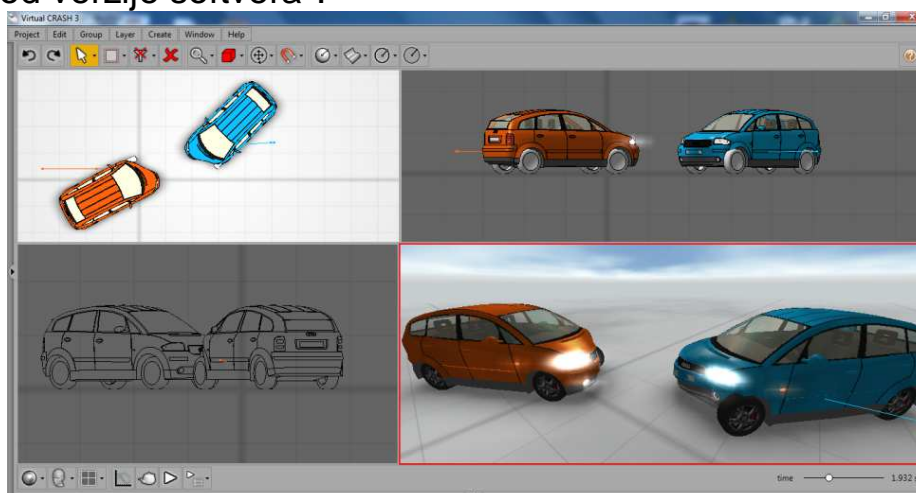 od verzije softvera .
Virtual CRASH 3
Project Edit Group Layer Create Window Help
time 1.932